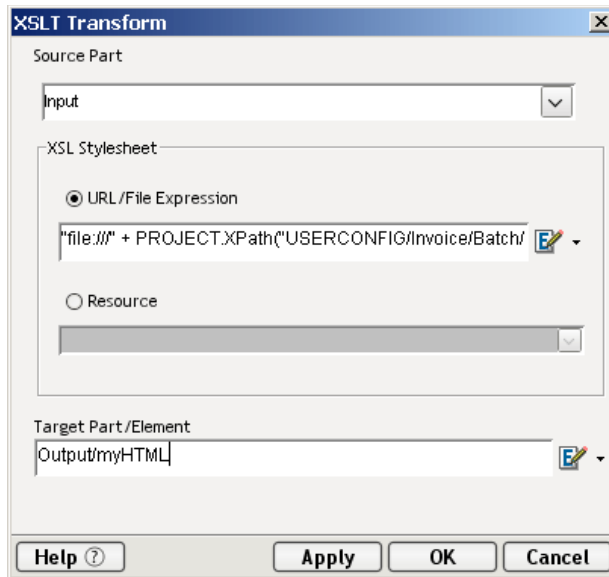 XSLT Transform
Source Part
Input
XSL Stylesheet
URL/File Expression
"file:///" + PROJECT.XPath("USERCONFIG/Invoice/Batch/
Resource
Target Part/Element
Output/myHTML
Help ? Apply OK Cancel